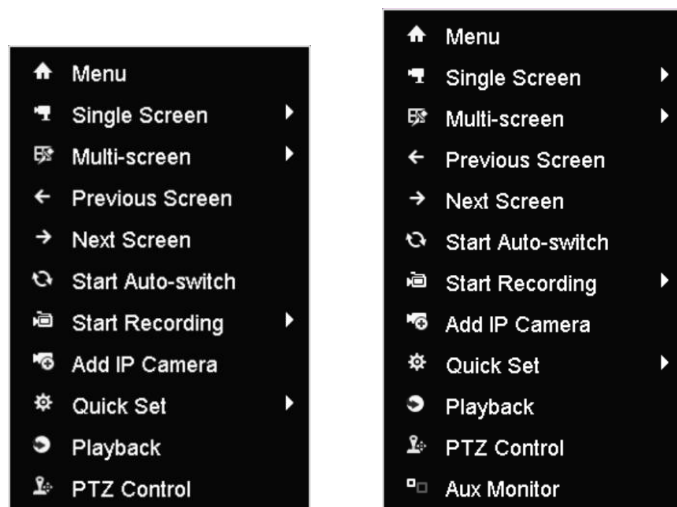 Menu
Single Screen
Multi-screen
Previous Screen
Next Screen
Start Auto-switch
Start Recording
Add IP Camera
Quick Set
Playback
PTZ Control
Menu
Single Screen
Multi-screen
Previous Screen
Next Screen
Start Auto-switch
Start Recording
Add IP Camera
Quick Set
Playback
PTZ Control
Aux Monitor